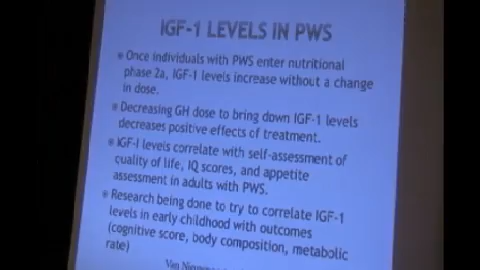 IGF-1 LEVELS IN PWS
Once individuals with PWS enter nutritional
phase 2a, IGF-1 levels increase without a change
in dose.
Decreasing GH dose to bring down IGF-1 levels
decreases positive effects of treatment.
IGF-I levels correlate with self-assessment of
quality of life, IQ scores, and appetite
assessment in adults with PWS.
Research being done to try to correlate IGF-1
levels in early childhood with outcomes
(cognitive score, body composition, metabolic
rate)
Van